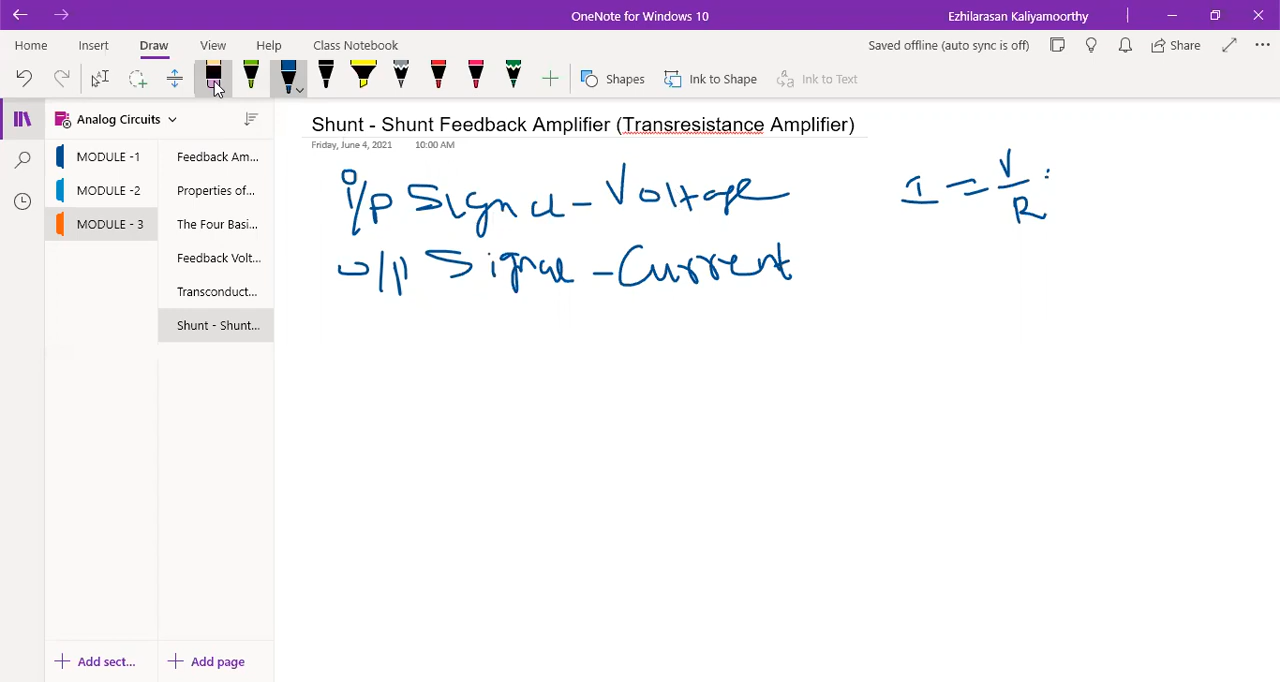 OneNote for Windows 10
Ezhilarasan Kaliyamoorthy
Home Insert Draw View Help Class Notebook
Saved offline (auto sync is off)
Share
Shapes
Ink to Shape
Ink to Text
Analog Circuits
MODULE -1
MODULE -2
MODULE - 3
Feedback Am...
Properties of...
The Four Basi...
Feedback Volt...
Transconduct...
Shunt - Shunt...
Shunt - Shunt Feedback Amplifier (Transresistance Amplifier)
Friday, June 4, 2021 10:00 AM
i/p Signal - Voltage
o/p Signal - Current
I = V/R
Add sect...
Add page